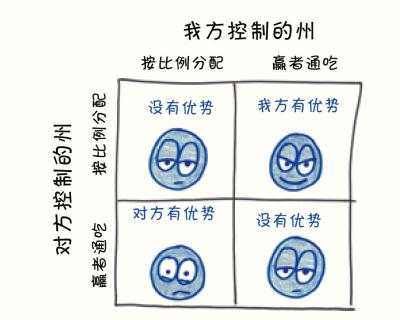 我方控制的州
按比例分配
赢者通吃
对方控制的州
按比例分配
没有优势
我方有优势
赢者通吃
对方有优势
没有优势